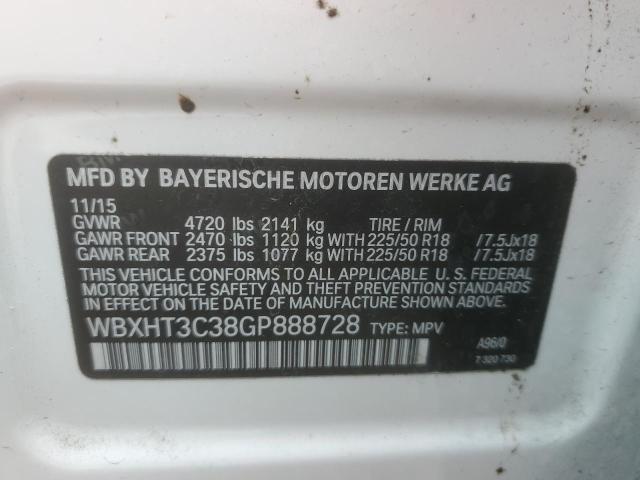 MFD BY BAYERISCHE MOTOREN WERKE AG
11/15
GVWR 4720 lbs 2141 kg TIRE / RIM
GAWR FRONT 2470 lbs 1120 kg WITH 225/50 R18 /7.5Jx18
GAWR REAR 2375 lbs 1077 kg WITH 225/50 R18 /7.5Jx18
THIS VEHICLE CONFORMS TO ALL APPLICABLE U. S. FEDERAL
MOTOR VEHICLE SAFETY AND THEFT PREVENTION STANDARDS
IN EFFECT ON THE DATE OF MANUFACTURE SHOWN ABOVE.
WBXHT3C38GP888728 TYPE: MPV
A96/0
7 320 730